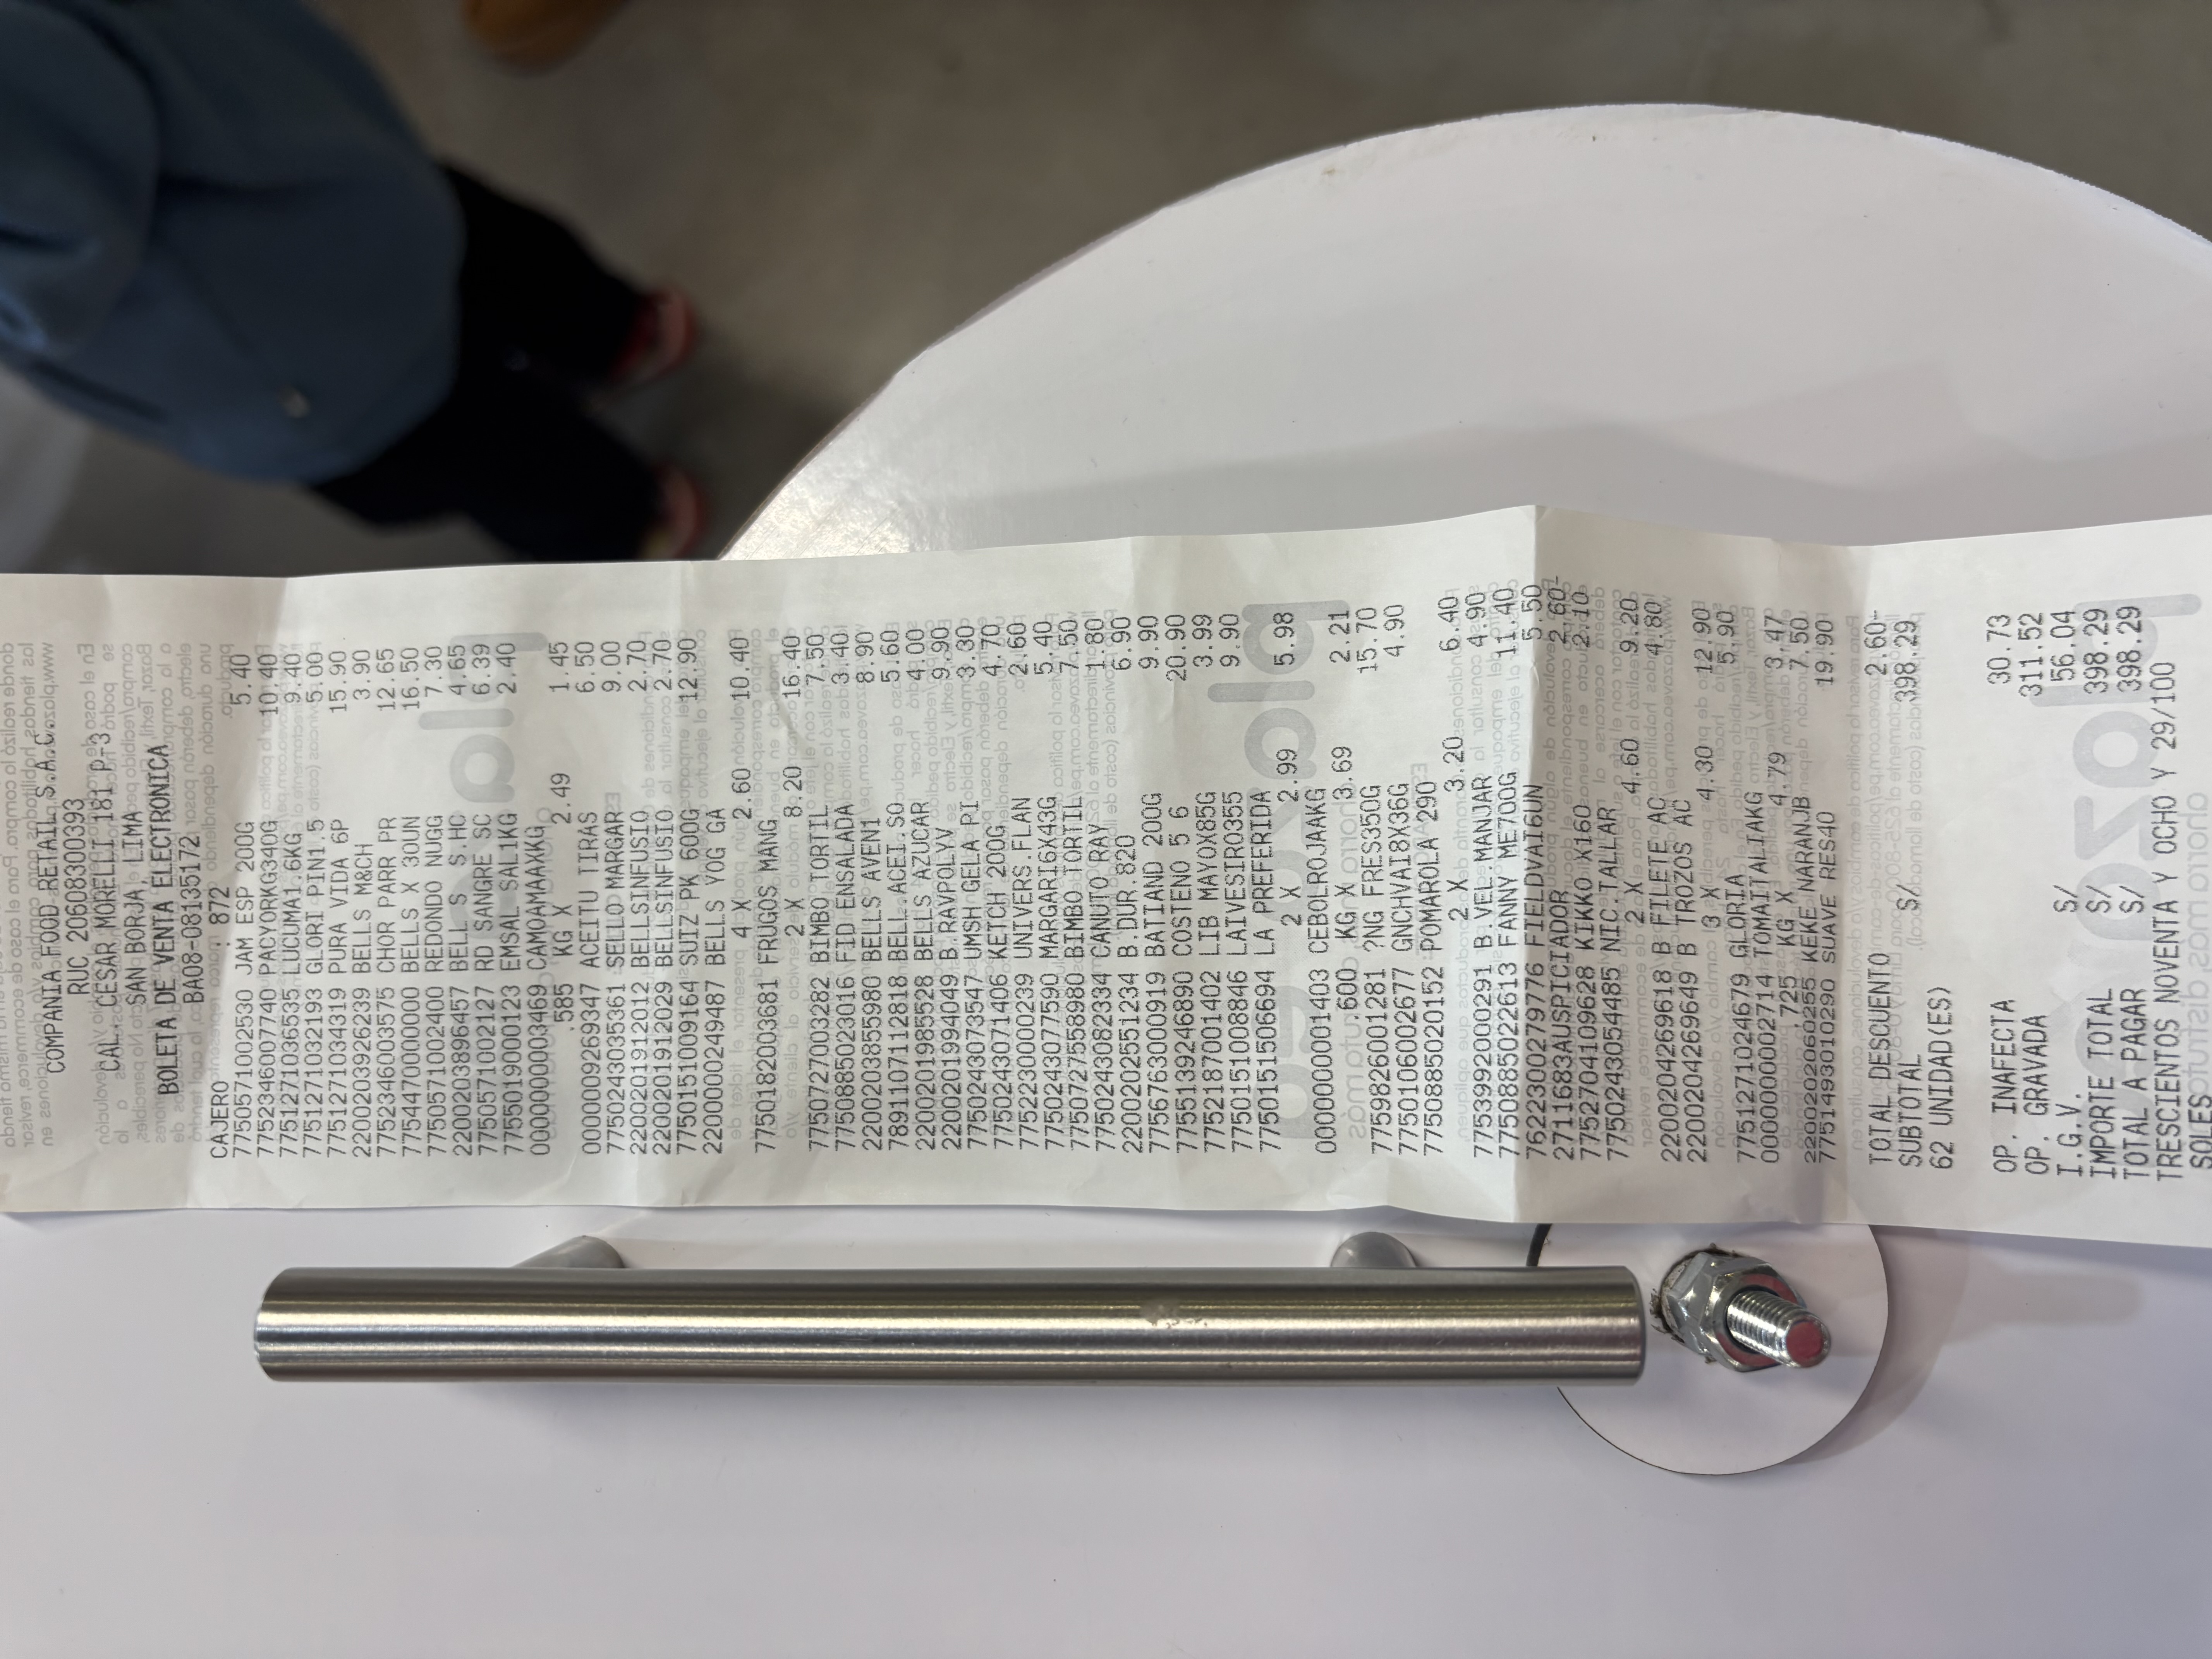 COMPANIA FOOD RETAIL S.A.C.
RUC 20608300393
CAL. CESAR MORELLI 181 P-3
SAN BORJA, LIMA
BOLETA DE VENTA ELECTRONICA
BA08-08135172
CAJERO : 872
7750571002530 JAM ESP 200G 5.40
7752346007740 PACYORKG340G 10.40
7751271036535 LUCUMA1.6KG 9.40
7751271032193 GLORI PIN1.5 5.00
7751271034319 PURA VIDA 6P 15.90
2200203926239 BELLS M&CH 3.90
7752346003575 CHOR PARR PR 12.65
7754470000000 BELLS X 30UN 16.50
7750571002400 REDONDO NUGG 7.30
2200203896457 BELL S S.HC 4.65
7750571002127 RD SANGRE SC 6.39
7755019000123 EMSAL SAL1KG 2.40
0000000003469 CAMOAMAAXKG
.585 KG X 2.49 1.45
0000009269347 ACEITU TIRAS 6.50
7750243035361 SELLO MARGAR 9.00
2200201912012 BELLSINFUSIO 2.70
2200201912029 BELLSINFUSIO 2.70
7750151009164 SUIZ PK 600G 12.90
2200000249487 BELLS YOG GA
4 X 2.60 10.40
7750182003681 FRUGOS MANG
2 X 8.20 16.40
7750727003282 BIMBO TORTIL 7.50
7750885023016 FID ENSALADA 3.40
2200203855980 BELLS AVEN1 8.90
7891107112818 BELL.ACEI.SO 5.60
2200201985528 BELLS AZUCAR 4.00
2200201994049 B.RAVPOLYV 9.90
7750243073547 UMSH GELA PI 3.30
7750243071406 KETCH 200G 4.70
7752230000239 UNIVERS.FLAN 2.60
7750243077590 MARGARI6X43G 5.40
7750727558980 BIMBO TORTIL 7.50
7750243082334 CANUTO RAY 1.80
2200202551234 B.DUR.820 6.90
7756763000919 BATIAND 200G 9.90
7755139246890 COSTENO 5 6 20.90
7752187001402 LIB MAYOX85G 3.99
7750151008846 LAIVESIRO355 9.90
7750151506694 LA PREFERIDA
2 X 2.99 5.98
0000000001403 CEBOLROJAAKG
.600 KG X 3.69 2.21
7759826001281 ?NG FRES350G 15.70
7750106002677 GNCHVAI8X36G 4.90
7750885020152 POMAROLA 290
2 X 3.20 6.40
7753992000291 B.VEL.MANJAR 4.90
7750885022613 FANNY ME700G 11.40
7622300279776 FIELDVAI6UN 5.50
2711683AUSPICIADOR 2.60-
7752704109628 KIKKO X160 2.10
7750243054485 NIC.TALLAR
2 X 4.60 9.20
2200204269618 B FILETE AC 4.80
2200204269649 B TROZOS AC
3 X 4.30 12.90
7751271024679 GLORIA 5.90
0000000002714 TOMAITALIAKG
.725 KG X 4.79 3.47
2200202060255 KEKE NARANJB 7.50
7751493010290 SUAVE RES40 19.90
TOTAL DESCUENTO 2.60-
SUBTOTAL S/ 398.29
62 UNIDAD(ES)
OP. INAFECTA 30.73
OP. GRAVADA 311.52
I.G.V. S/ 56.04
IMPORTE TOTAL S/ 398.29
TOTAL A PAGAR S/ 398.29
TRESCIENTOS NOVENTA Y OCHO Y 29/100
SOLES